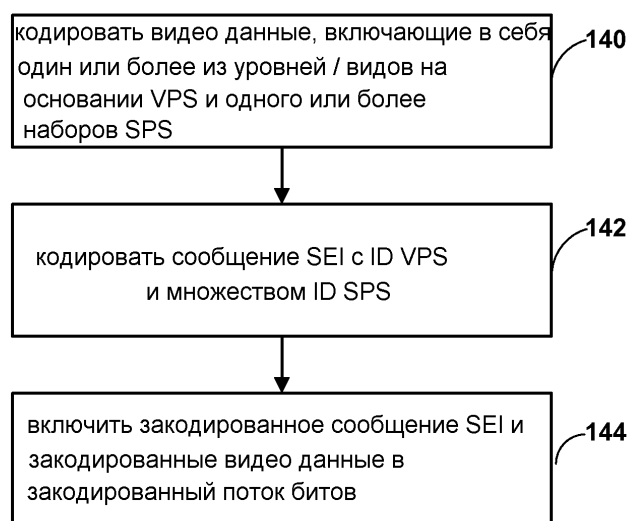 кодировать видео данные, включающие в себя
один или более из уровней / видов на
основании VPS и одного или более
наборов SPS
140
кодировать сообщение SEI с ID VPS
и множеством ID SPS
142
включить закодированное сообщение SEI и
закодированные видео данные в
закодированный поток битов
144